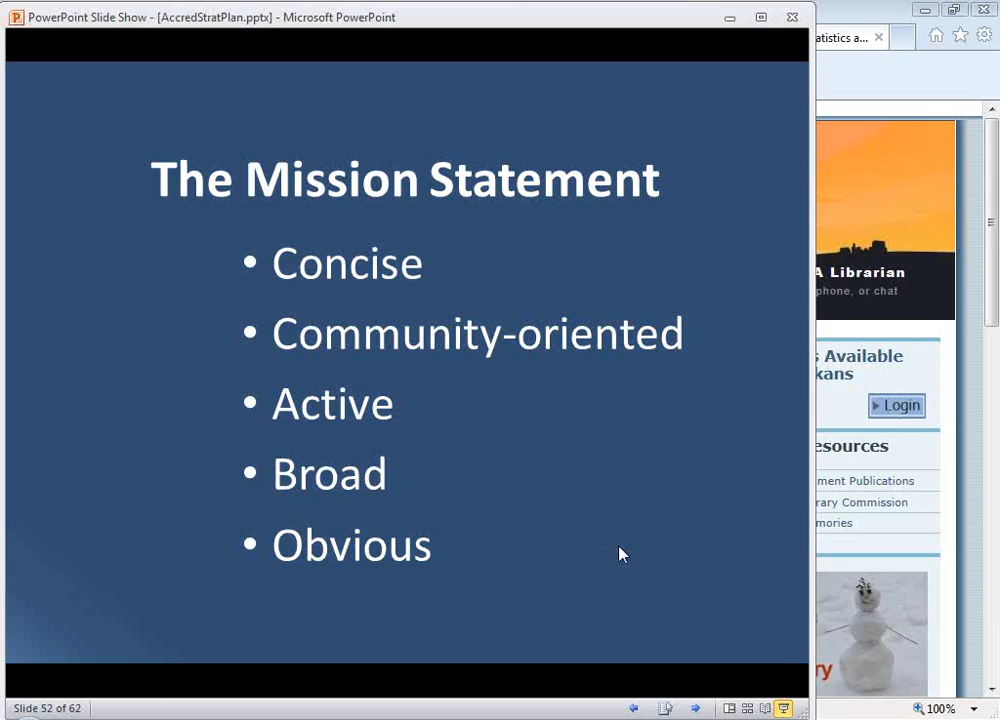 PowerPoint Slide Show - [AccredStratPlan.pptx] - Microsoft PowerPoint
The Mission Statement
• Concise
• Community-oriented
• Active
• Broad
• Obvious
Slide 52 of 62
atistics a...
A Librarian
phone, or chat
s Available
kans
Login
esources
ment Publications
rary Commission
mories
ry
100%